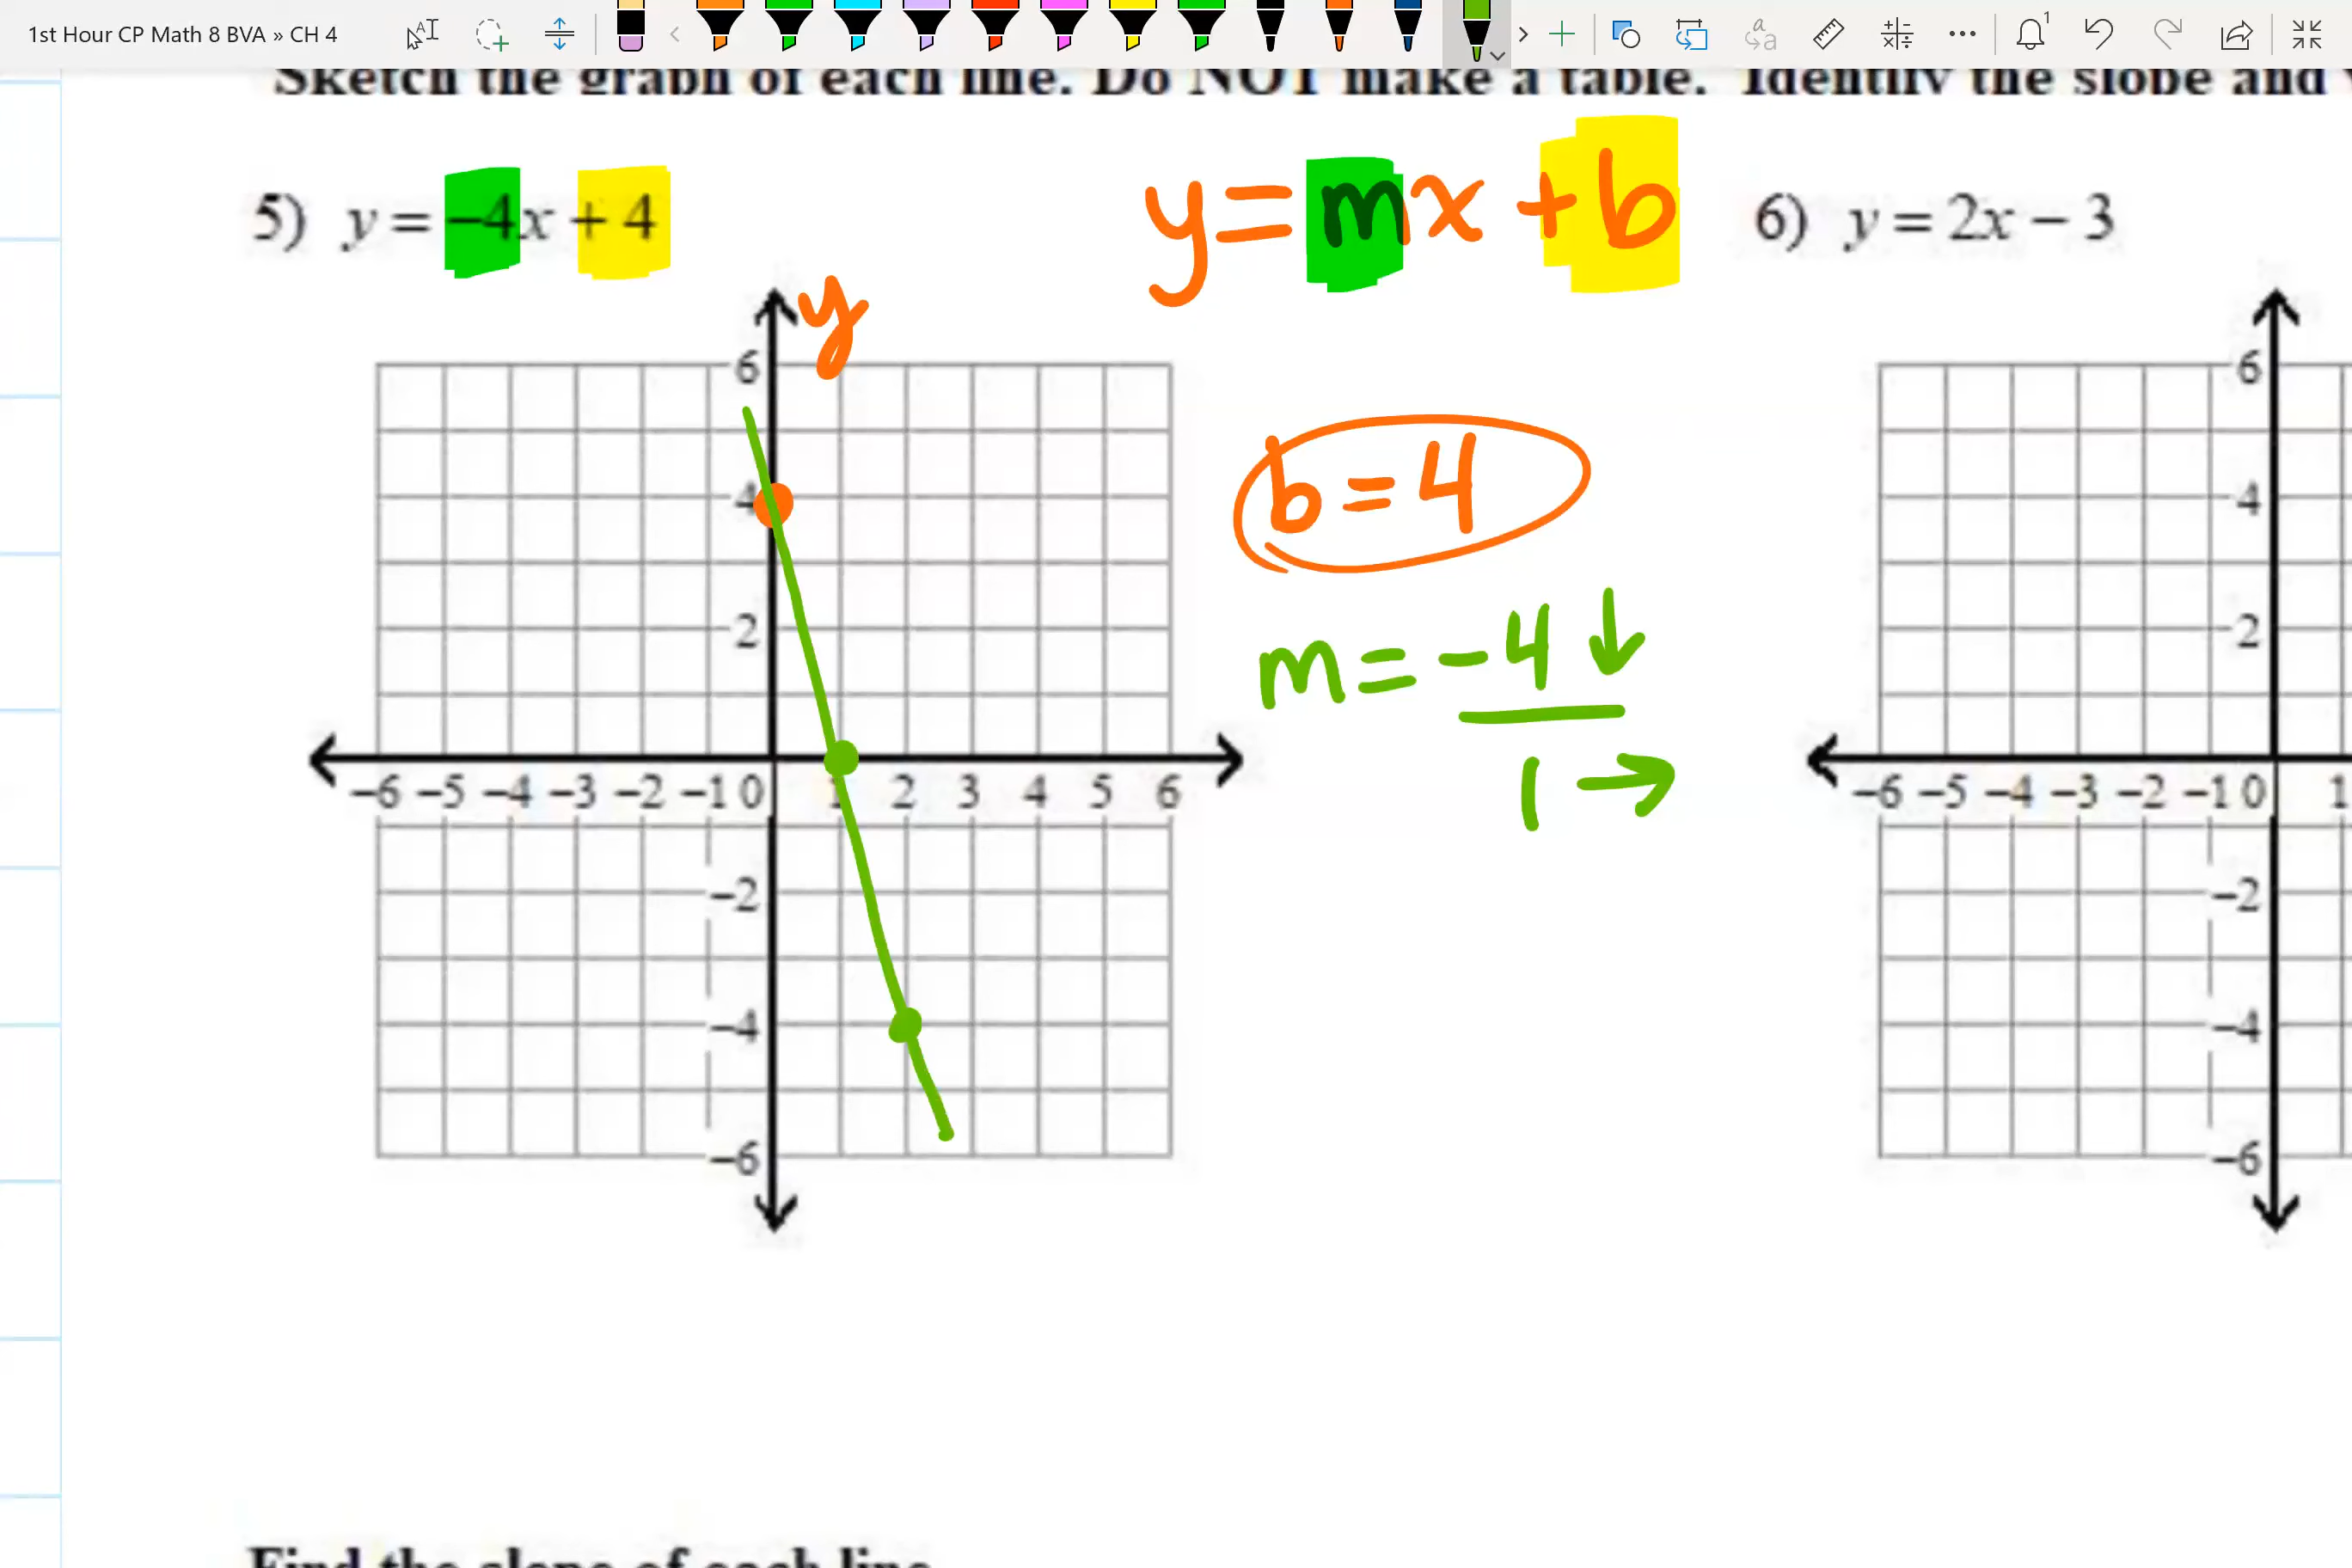 1st Hour CP Math 8 BVA » CH 4
1
Sketch the graph of each line. Do NOT make a table. Identify the slope and
5) y = −4x + 4
y = mx + b
6) y = 2x − 3
y
6
4
2
−6 −5 −4 −3 −2 −1 0 1 2 3 4 5 6
−2
−4
−6
b = 4
m = −4 ↓
1 →
6
4
2
−6 −5 −4 −3 −2 −1 0 1
−2
−4
−6
Find the slope of each line